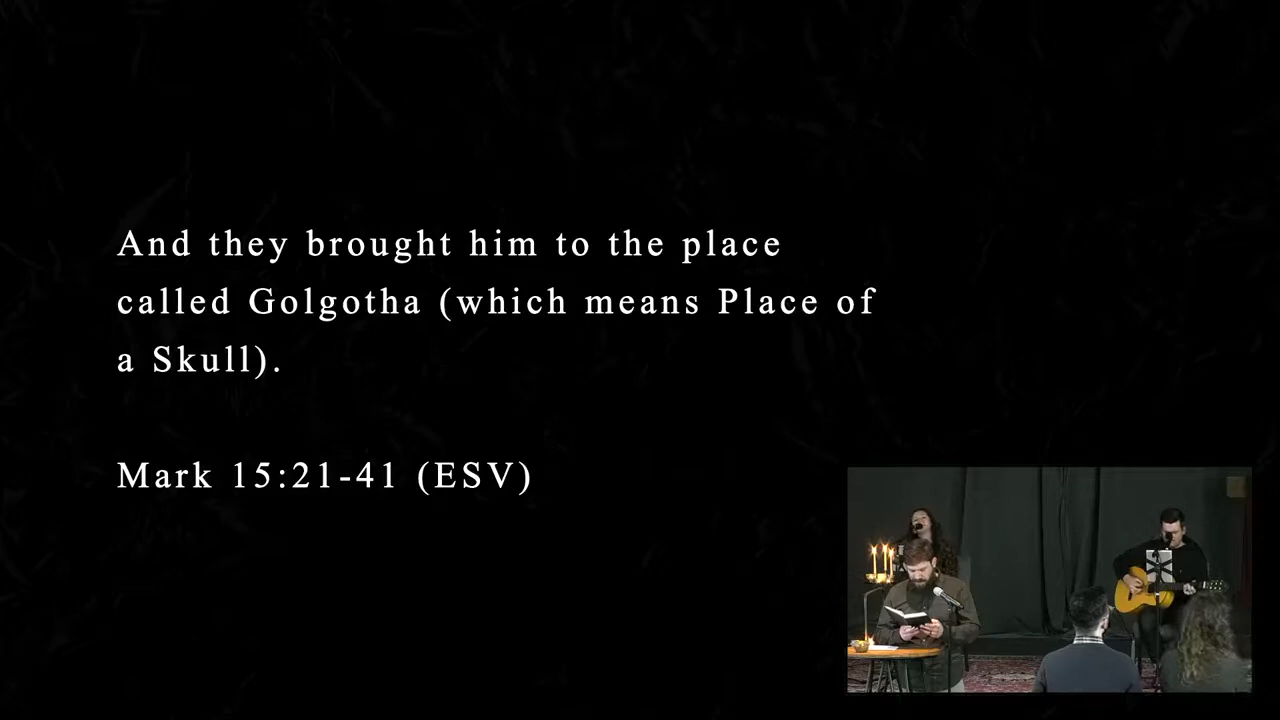 And they brought him to the place
called Golgotha (which means Place of
a Skull).
Mark 15:21-41 (ESV)